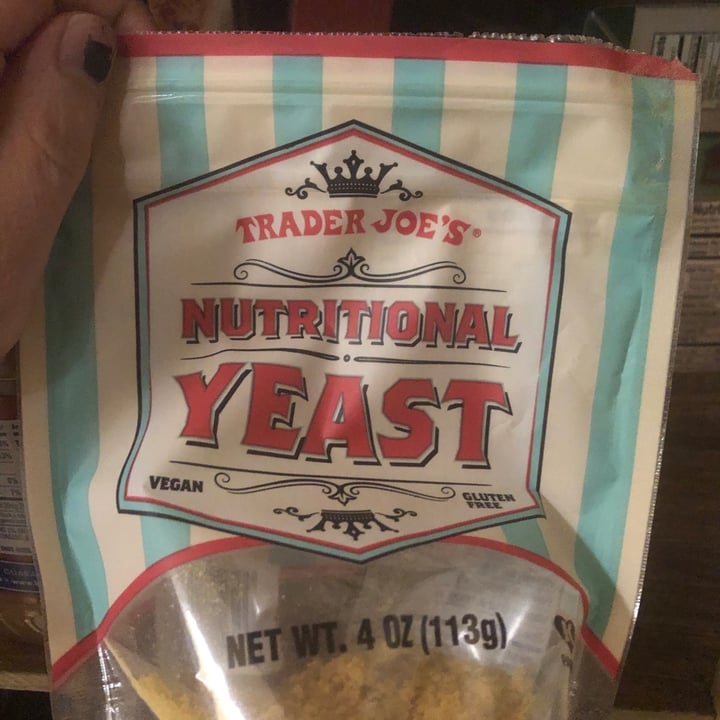 TRADER JOE'S®
NUTRITIONAL
YEAST
VEGAN
GLUTEN
FREE
NET WT. 4 OZ (113g)